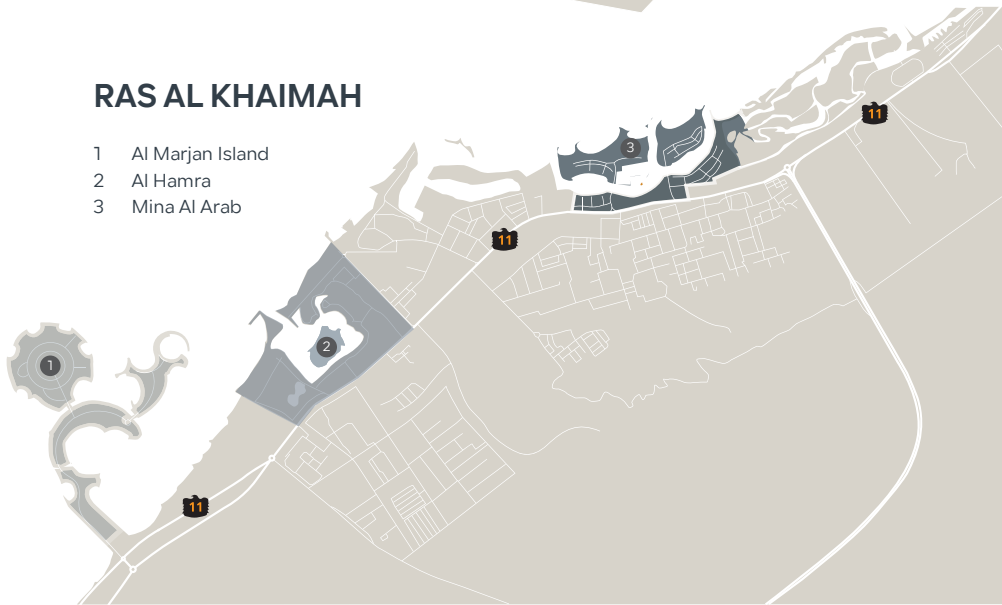 RAS AL KHAIMAH
1 Al Marjan Island
2 Al Hamra
3 Mina Al Arab
11
3
11
2
1
11